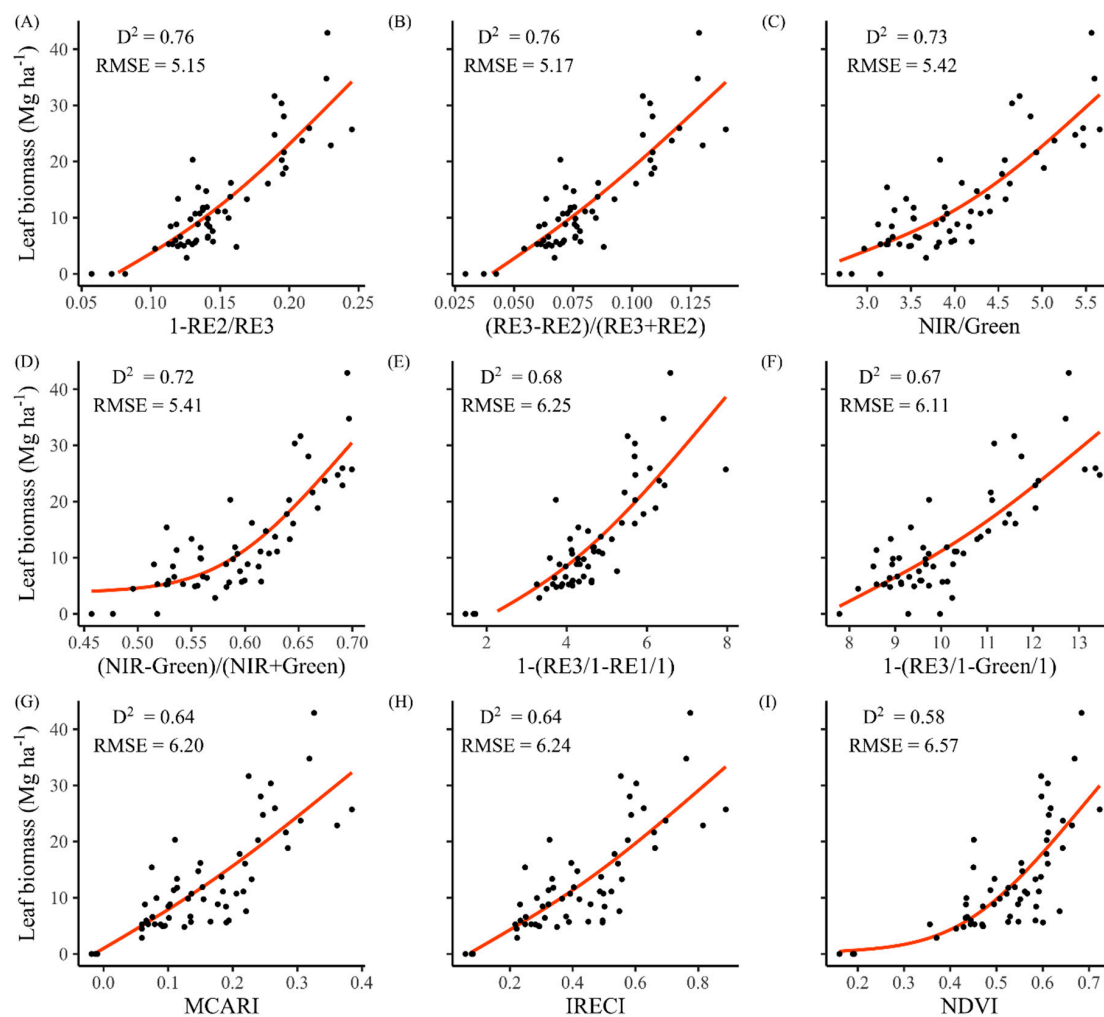 (A) (B) (C)
D² = 0.76 D² = 0.76 D² = 0.73
RMSE = 5.15 RMSE = 5.17 RMSE = 5.42
Leaf biomass (Mg ha⁻¹)
40
30
20
10
0
0.05 0.10 0.15 0.20 0.25 0.025 0.050 0.075 0.100 0.125 3.0 3.5 4.0 4.5 5.0 5.5
1-RE2/RE3 (RE3-RE2)/(RE3+RE2) NIR/Green
(D) (E) (F)
D² = 0.72 D² = 0.68 D² = 0.67
RMSE = 5.41 RMSE = 6.25 RMSE = 6.11
Leaf biomass (Mg ha⁻¹)
40
30
20
10
0
0.45 0.50 0.55 0.60 0.65 0.70 2 4 6 8 8 9 10 11 12 13
(NIR-Green)/(NIR+Green) 1-(RE3/1-RE1/1) 1-(RE3/1-Green/1)
(G) (H) (I)
D² = 0.64 D² = 0.64 D² = 0.58
RMSE = 6.20 RMSE = 6.24 RMSE = 6.57
Leaf biomass (Mg ha⁻¹)
40
30
20
10
0
0.0 0.1 0.2 0.3 0.4 0.0 0.2 0.4 0.6 0.8 0.2 0.3 0.4 0.5 0.6 0.7
MCARI IRECI NDVI